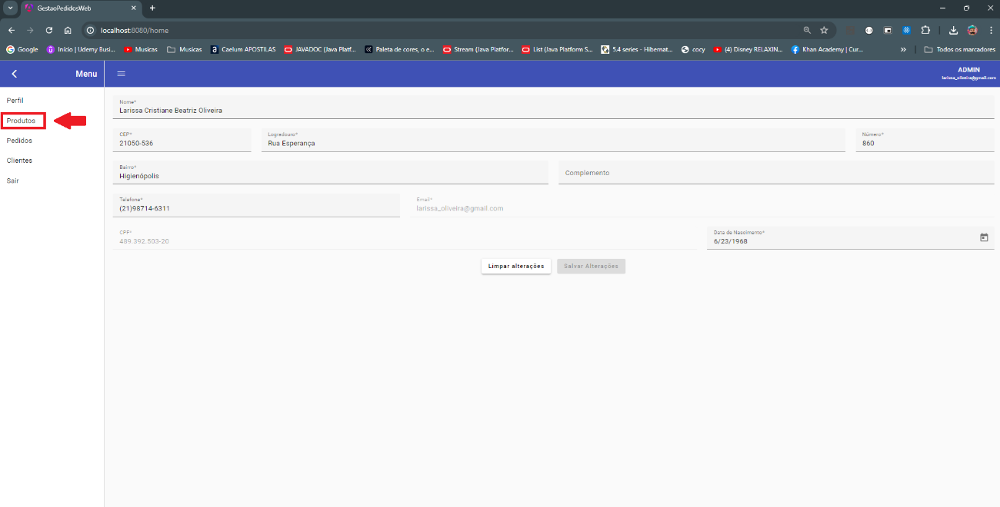 GestaoPedidosWeb
localhost:8080/home
Google
Início | Udemy Busi...
Musicas
Musicas
Caelum APOSTILAS
JAVADOC (Java Platf...
Paleta de cores, o e...
Stream (Java Platfor...
List (Java Platform S...
5.4 series - Hibernat...
cocy
(4) Disney RELAXIN...
Khan Academy | Cur...
Todos os marcadores
Menu
ADMIN
larissa_oliveira@gmail.com
Perfil
Produtos
Pedidos
Clientes
Sair
Nome*
Larissa Cristiane Beatriz Oliveira
CEP*
21050-536
Logradouro*
Rua Esperança
Número*
860
Bairro*
Higienópolis
Complemento
Telefone*
(21)98714-6311
Email*
larissa_oliveira@gmail.com
CPF*
489.392.503-20
Data de Nascimento*
6/23/1968
Limpar alterações
Salvar Alterações